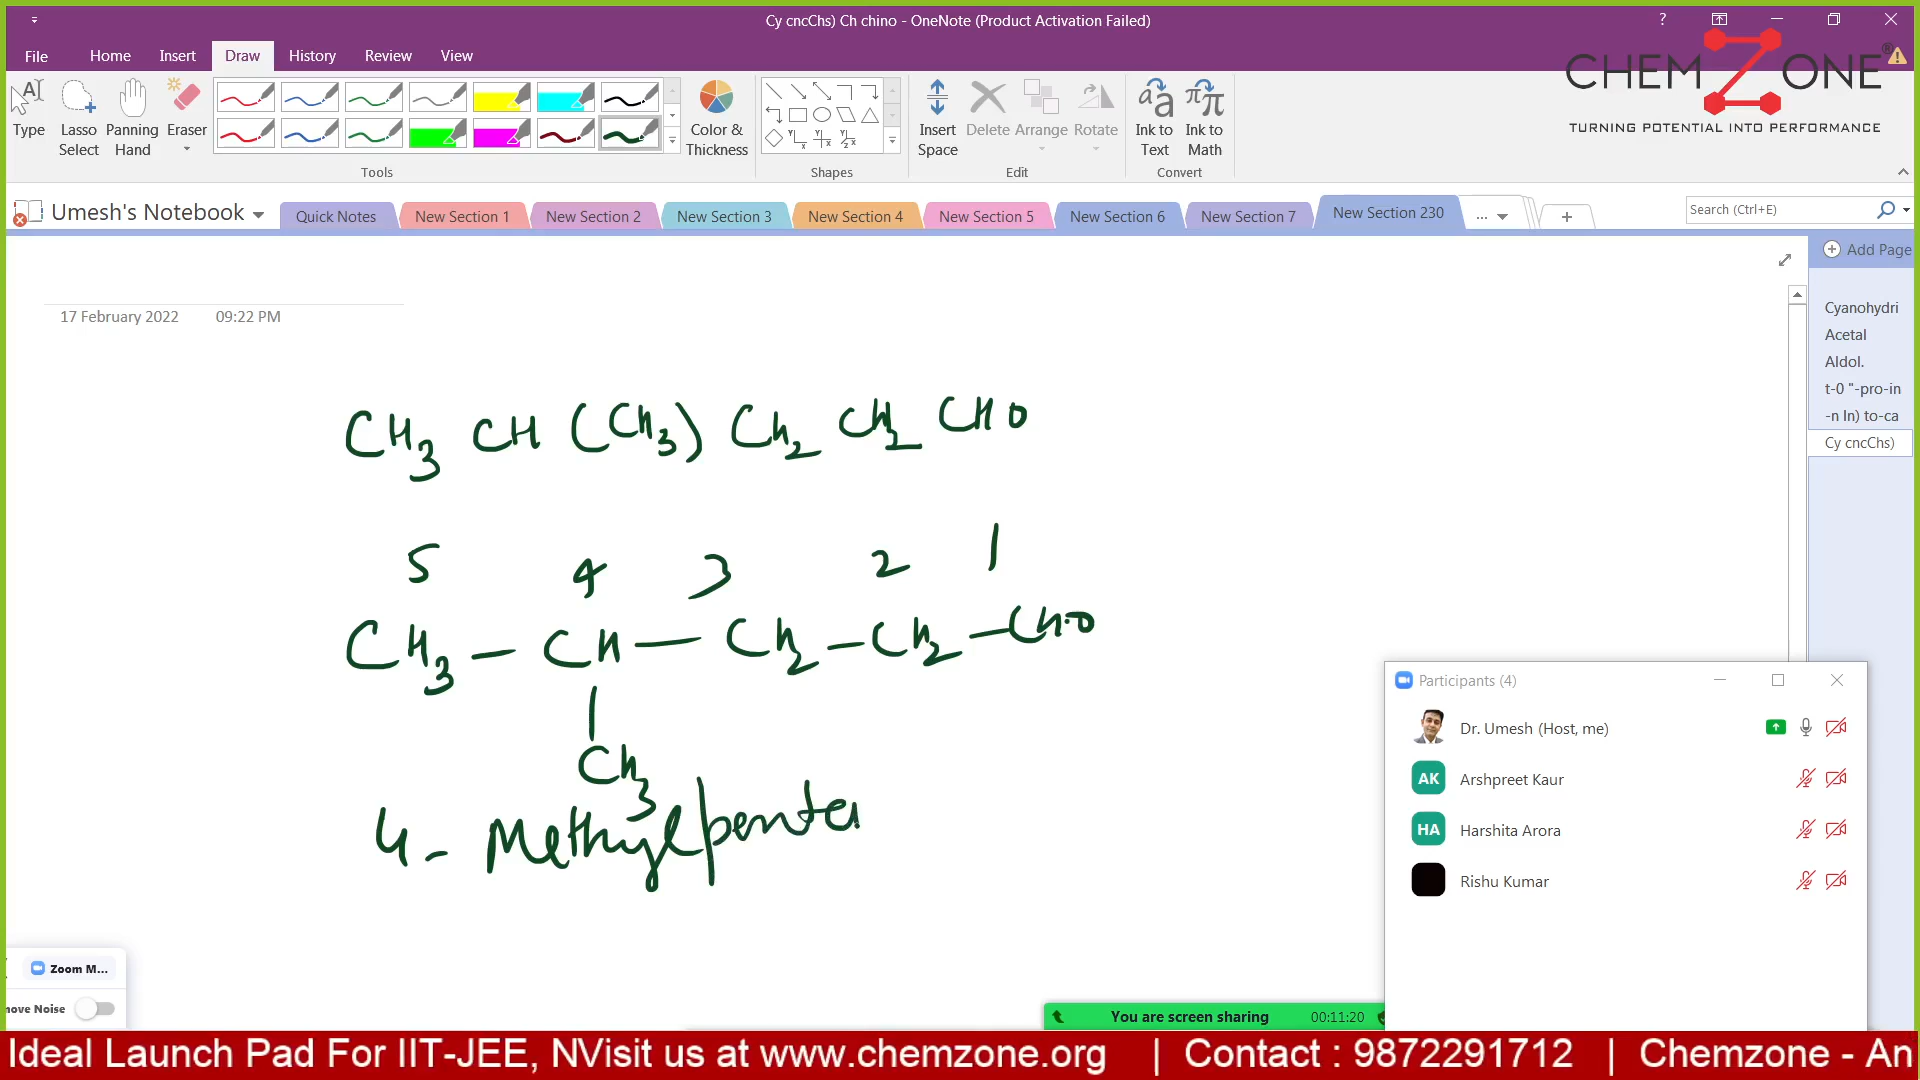 Cy cncChs) Ch chino - OneNote (Product Activation Failed)
?
File Home Insert Draw History Review View
CHEMZONE®
TURNING POTENTIAL INTO PERFORMANCE
Type
Lasso Select
Panning Hand
Eraser
Color & Thickness
Insert Space
Delete
Arrange
Rotate
Ink to Text
Ink to Math
Tools Shapes Edit Convert
Umesh's Notebook Quick Notes New Section 1 New Section 2 New Section 3 New Section 4 New Section 5 New Section 6 New Section 7 New Section 230 ... +
Search (Ctrl+E)
Add Page
17 February 2022 09:22 PM
Cyanohydri
Acetal
Aldol.
t-0 "-pro-in
-n In) to-ca
Cy cncChs)
CH3 CH (CH3) CH2 CH2 CHO
5 4 3 2 1
CH3 — CH — CH2 — CH2 — CHO
|
CH3
4 - Methylpenta
Participants (4)
Dr. Umesh (Host, me)
AK Arshpreet Kaur
HA Harshita Arora
Rishu Kumar
Zoom M...
nove Noise
You are screen sharing 00:11:20
Ideal Launch Pad For IIT-JEE, NVisit us at www.chemzone.org | Contact : 9872291712 | Chemzone - An